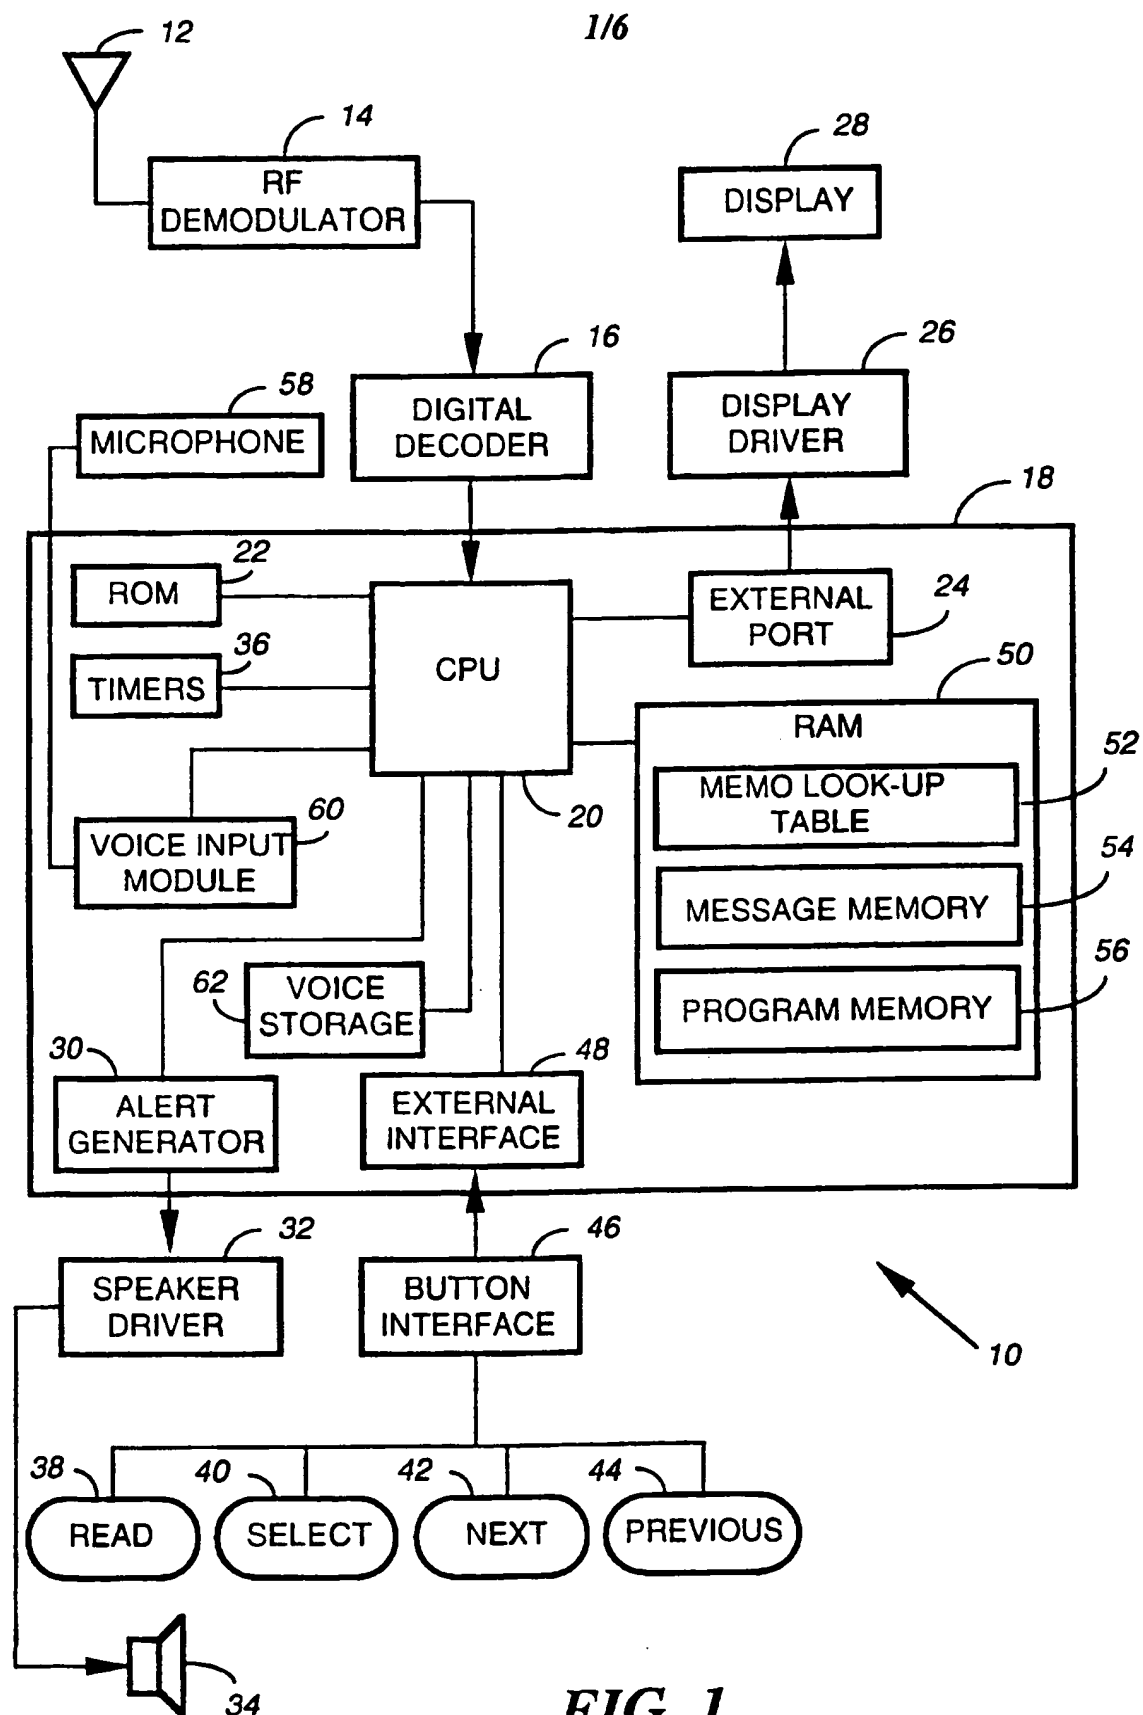 1/6
12
14
RF
DEMODULATOR
28
DISPLAY
16
DIGITAL
DECODER
26
DISPLAY
DRIVER
58
MICROPHONE
18
22
ROM
CPU
20
EXTERNAL
PORT
24
36
TIMERS
50
RAM
52
MEMO LOOK-UP
TABLE
54
MESSAGE MEMORY
56
PROGRAM MEMORY
60
VOICE INPUT
MODULE
62
VOICE
STORAGE
30
ALERT
GENERATOR
48
EXTERNAL
INTERFACE
32
SPEAKER
DRIVER
46
BUTTON
INTERFACE
10
38
READ
40
SELECT
42
NEXT
44
PREVIOUS
34
FIG. 1